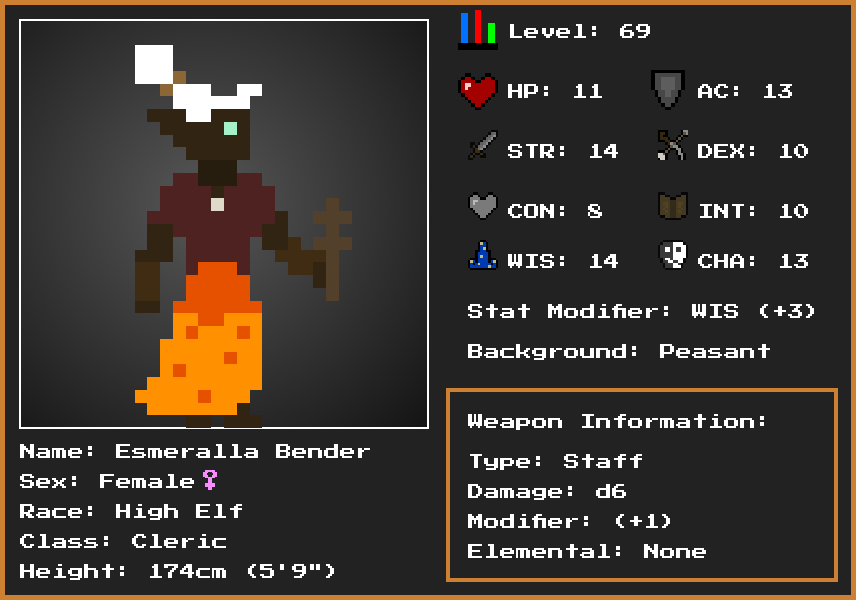 Level: 69
HP: 11 AC: 13
STR: 14 DEX: 10
CON: 8 INT: 10
WIS: 14 CHA: 13
Stat Modifier: WIS (+3)
Background: Peasant
Weapon Information:
Type: Staff
Damage: d6
Modifier: (+1)
Elemental: None
Name: Esmeralla Bender
Sex: Female♀
Race: High Elf
Class: Cleric
Height: 174cm (5'9")